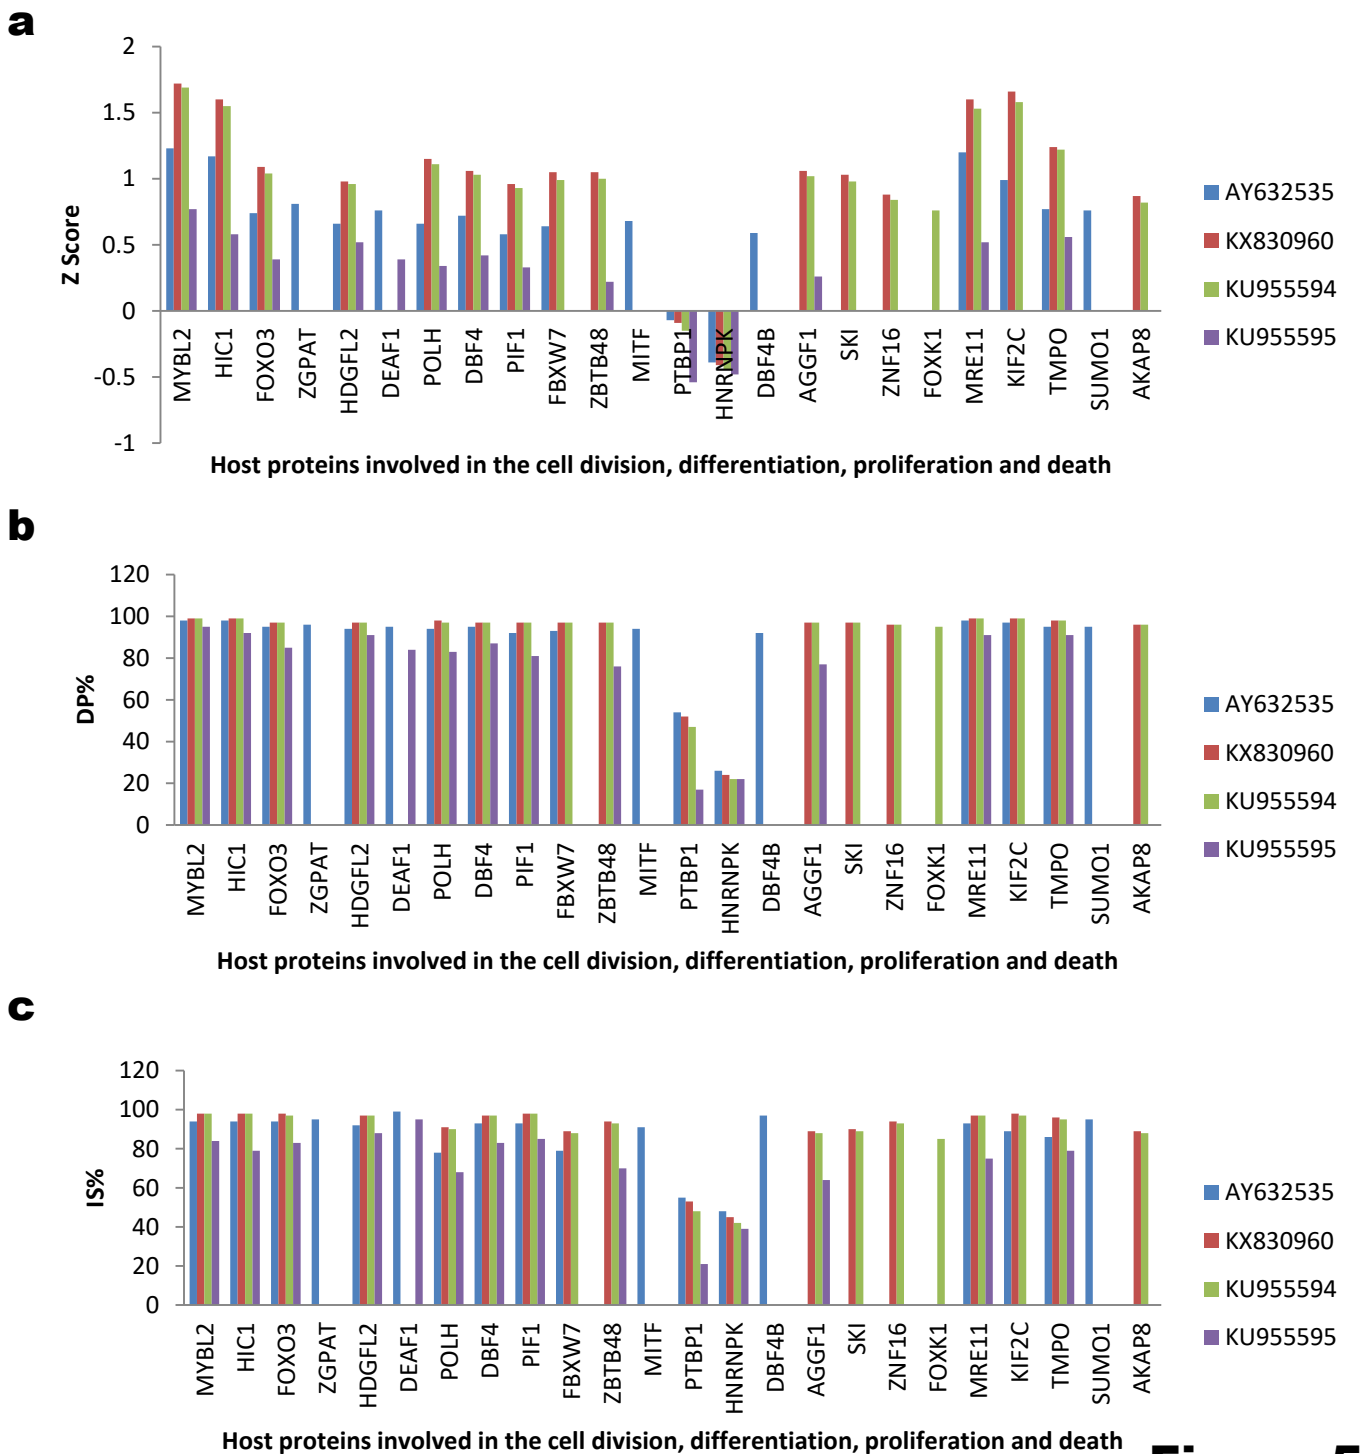 a
2
1.5
1
0.5
0
-0.5
-1
Z Score
MYBL2
HIC1
FOXO3
ZGPAT
HDGFL2
DEAF1
POLH
DBF4
PIF1
FBXW7
ZBTB48
MITF
PTBP1
HNRNPK
DBF4B
AGGF1
SKI
ZNF16
FOXK1
MRE11
KIF2C
TMPO
SUMO1
AKAP8
Host proteins involved in the cell division, differentiation, proliferation and death
AY632535
KX830960
KU955594
KU955595
b
120
100
80
60
40
20
0
DP%
MYBL2
HIC1
FOXO3
ZGPAT
HDGFL2
DEAF1
POLH
DBF4
PIF1
FBXW7
ZBTB48
MITF
PTBP1
HNRNPK
DBF4B
AGGF1
SKI
ZNF16
FOXK1
MRE11
KIF2C
TMPO
SUMO1
AKAP8
Host proteins involved in the cell division, differentiation, proliferation and death
AY632535
KX830960
KU955594
KU955595
c
120
100
80
60
40
20
0
IS%
MYBL2
HIC1
FOXO3
ZGPAT
HDGFL2
DEAF1
POLH
DBF4
PIF1
FBXW7
ZBTB48
MITF
PTBP1
HNRNPK
DBF4B
AGGF1
SKI
ZNF16
FOXK1
MRE11
KIF2C
TMPO
SUMO1
AKAP8
Host proteins involved in the cell division, differentiation, proliferation and death
AY632535
KX830960
KU955594
KU955595